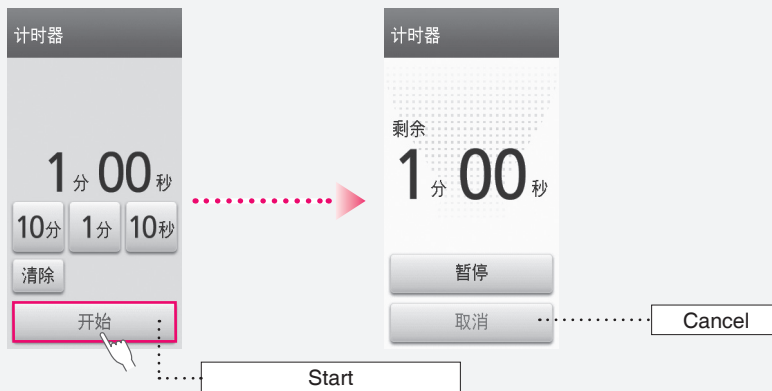 计时器
1分00秒
10分 1分 10秒
清除
开始
Start
计时器
剩余
1分00秒
暂停
取消
Cancel